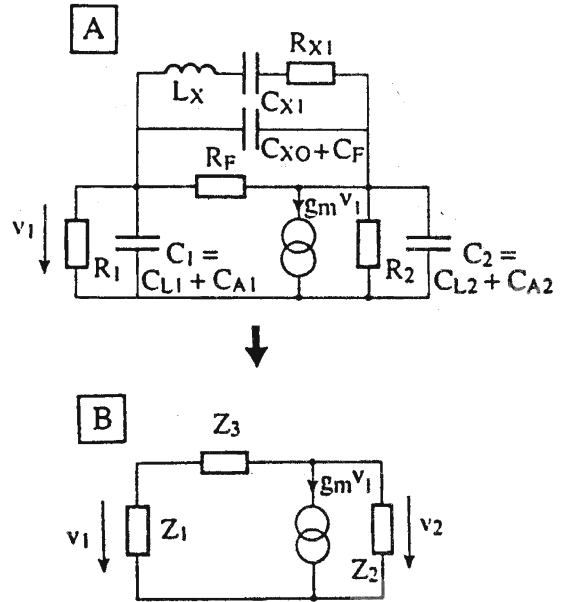 A
RX1
LX
CX1
CXO + CF
RF
v1
gmv1
R1
C1 =
CL1 + CA1
R2
C2 =
CL2 + CA2
B
Z3
gmv1
v1
Z1
v2
Z2